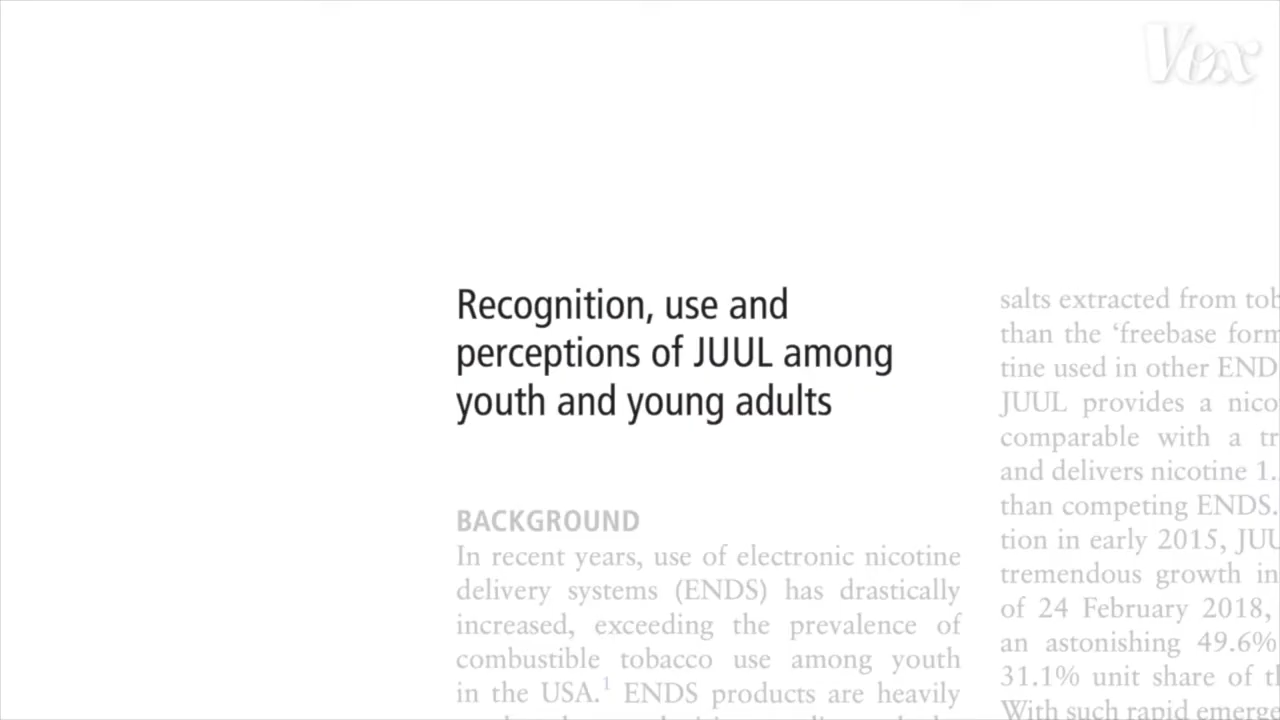 Vox
Recognition, use and
perceptions of JUUL among
youth and young adults
BACKGROUND
In recent years, use of electronic nicotine
delivery systems (ENDS) has drastically
increased, exceeding the prevalence of
combustible tobacco use among youth
in the USA.1 ENDS products are heavily
salts extracted from tob
than the ‘freebase form
tine used in other END
JUUL provides a nico
comparable with a tr
and delivers nicotine 1.
than competing ENDS.
tion in early 2015, JUU
tremendous growth in
of 24 February 2018,
an astonishing 49.6%
31.1% unit share of t
With such rapid emerge